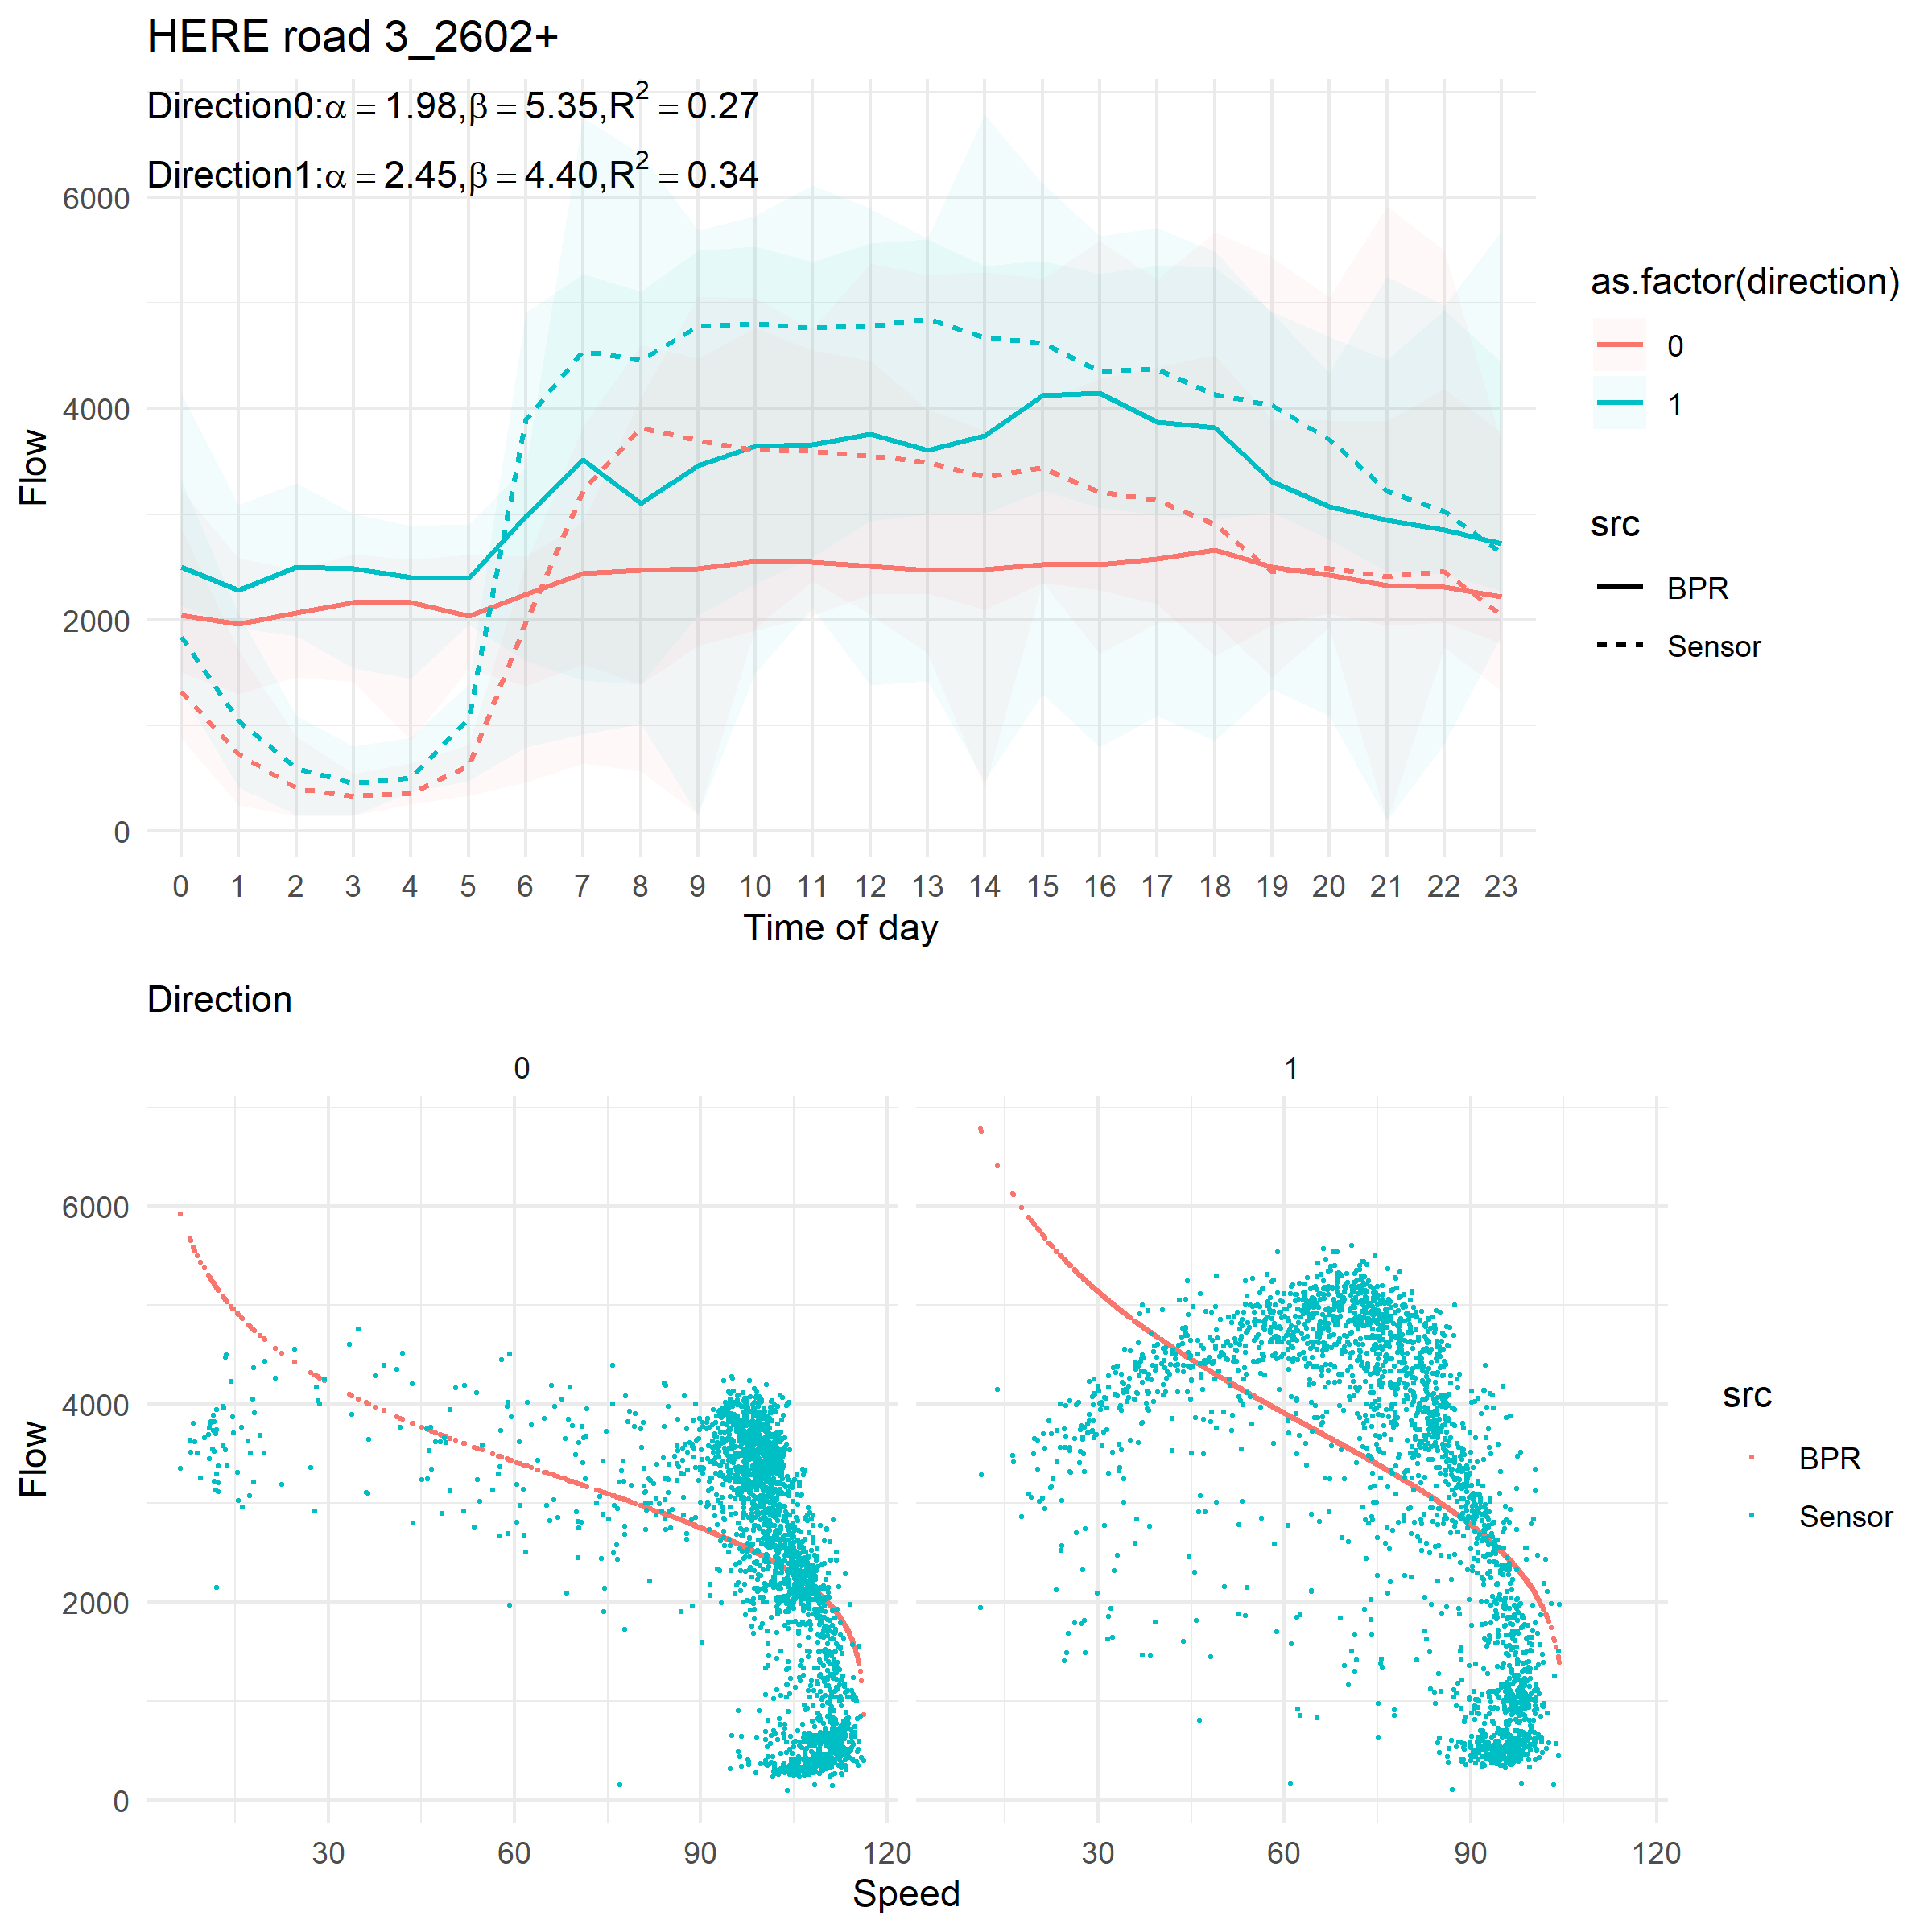 HERE road 3_2602+
Direction0:α = 1.98,β = 5.35,R² = 0.27
Direction1:α = 2.45,β = 4.40,R² = 0.34
Flow
6000
4000
2000
0
0 1 2 3 4 5 6 7 8 9 10 11 12 13 14 15 16 17 18 19 20 21 22 23
Time of day
as.factor(direction)
0
1
src
BPR
Sensor
Direction
0 1
Flow
6000
4000
2000
0
30 60 90 120 30 60 90 120
Speed
src
BPR
Sensor